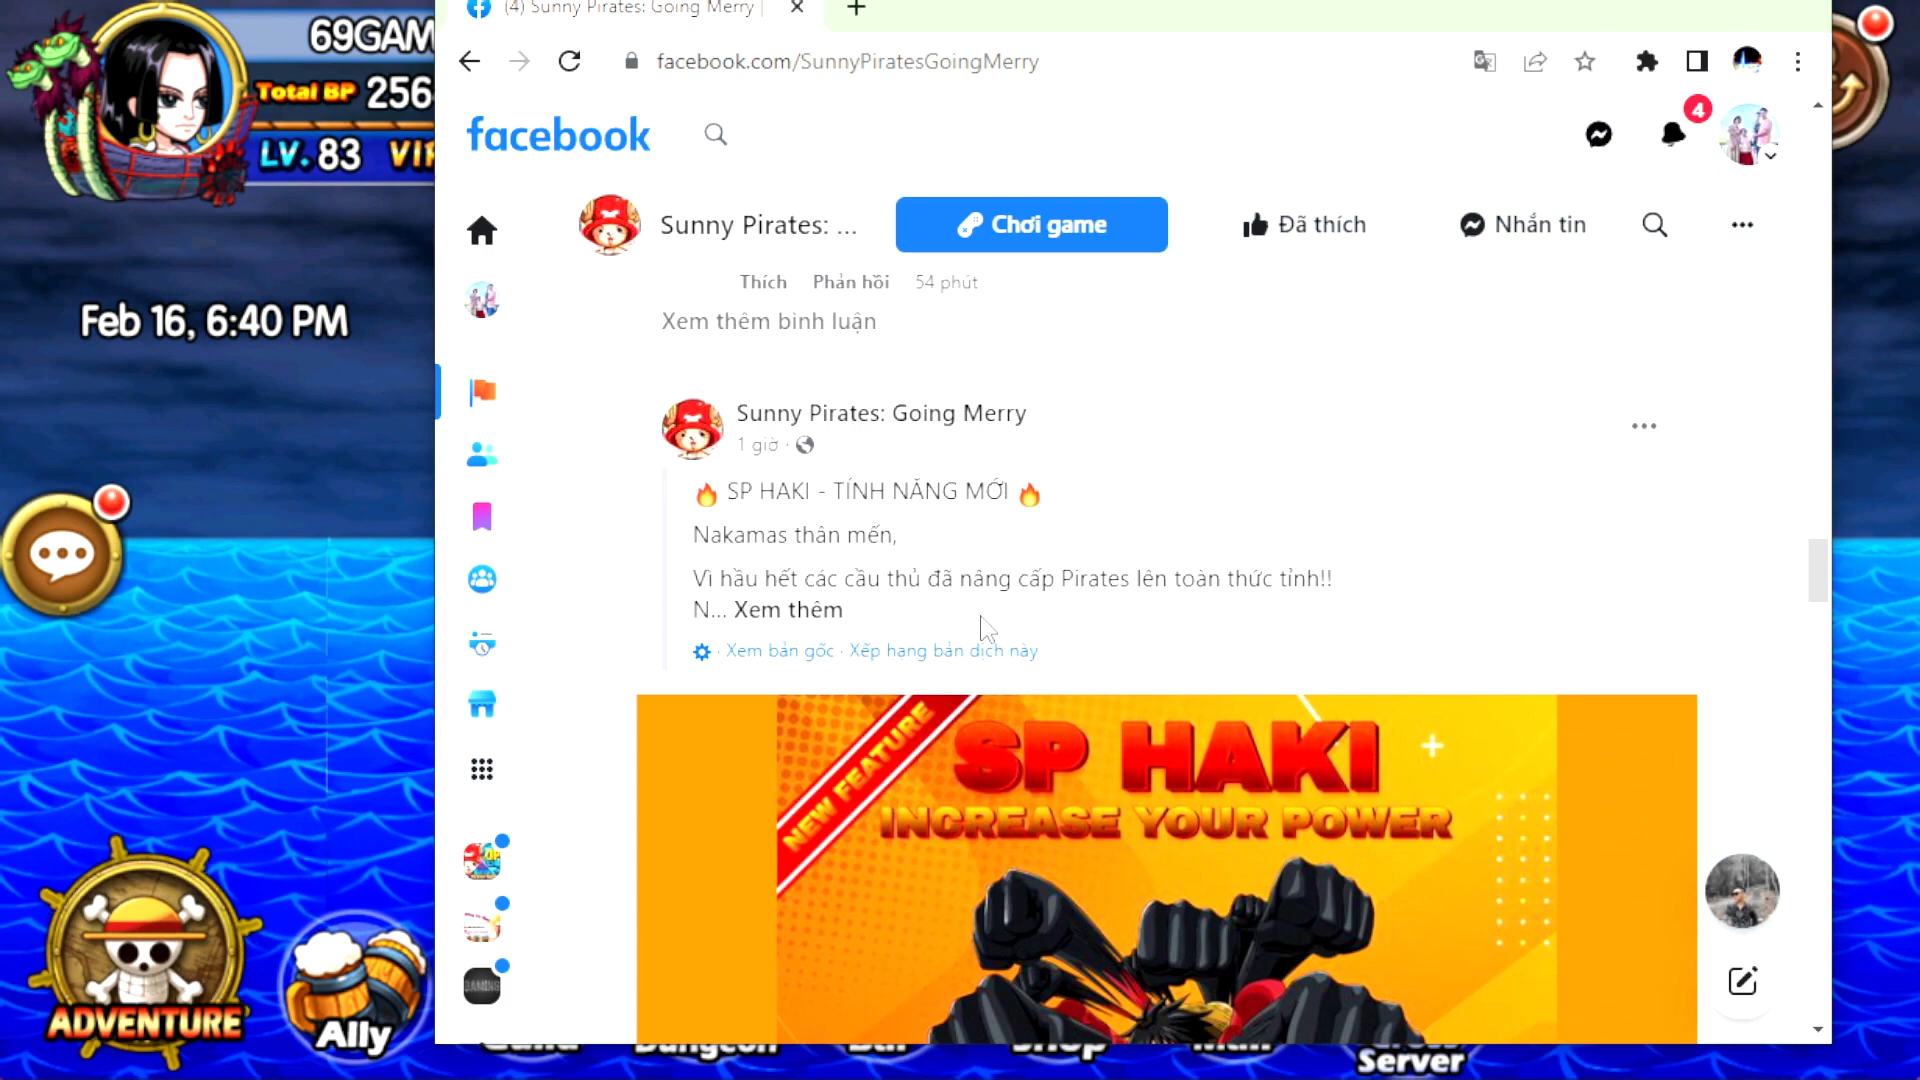 (4) Sunny Pirates: Going Merry
facebook.com/SunnyPiratesGoingMerry
69GAM
Total BP 256
LV. 83 VIP
Feb 16, 6:40 PM
facebook
4
Sunny Pirates: ...
Chơi game
Đã thích
Nhắn tin
Thích Phản hồi 54 phút
Xem thêm bình luận
Sunny Pirates: Going Merry
1 giờ ·
🔥 SP HAKI - TÍNH NĂNG MỚI 🔥
Nakamas thân mến,
Vì hầu hết các cầu thủ đã nâng cấp Pirates lên toàn thức tỉnh!!
N... Xem thêm
· Xem bản gốc · Xếp hạng bản dịch này
NEW FEATURE
SP HAKI
INCREASE YOUR POWER
GAMING
ADVENTURE
Ally
Dungeon
Shop
Server